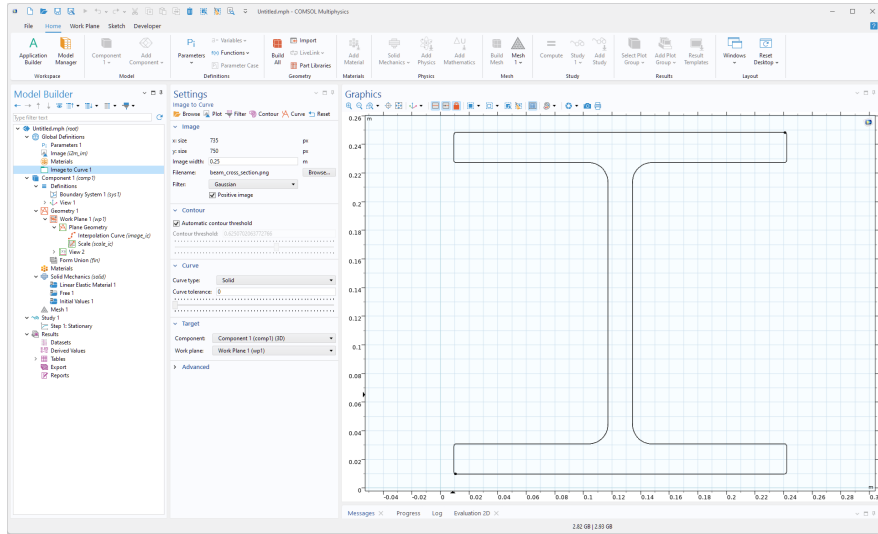 Untitled.mph - COMSOL Multiphysics
File Home Work Plane Sketch Developer
Application Builder
Model Manager
Component 1
Add Component
Parameters
Variables
Functions
Parameter Case
Build All
Import
LiveLink
Part Libraries
Add Material
Solid Mechanics
Add Physics
Add Mathematics
Build Mesh
Mesh 1
Compute
Study 1
Add Study
Select Plot Group
Add Plot Group
Result Templates
Windows
Reset Desktop
Workspace Model Definitions Geometry Materials Physics Mesh Study Results Layout
Model Builder
Type filter text
Untitled.mph (root)
Global Definitions
Parameters 1
Image (i2m_im)
Materials
Image to Curve 1
Component 1 (comp1)
Definitions
Boundary System 1 (sys1)
View 1
Geometry 1
Work Plane 1 (wp1)
Plane Geometry
Interpolation Curve (image_ic)
Scale (scale_ic)
View 2
Form Union (fin)
Materials
Solid Mechanics (solid)
Linear Elastic Material 1
Free 1
Initial Values 1
Mesh 1
Study 1
Step 1: Stationary
Results
Datasets
Derived Values
Tables
Export
Reports
Settings
Image to Curve
Browse Plot Filter Contour Curve Reset
Image
x: size 735 px
y: size 750 px
Image width: 0.25 m
Filename: beam_cross_section.png Browse...
Filter: Gaussian
Positive image
Contour
Automatic contour threshold
Contour threshold:
Curve
Curve type: Solid
Curve tolerance: 0
Target
Component: Component 1 (comp1) (3D)
Work plane: Work Plane 1 (wp1)
Advanced
Graphics
0.26 m
0.24
0.22
0.2
0.18
0.16
0.14
0.12
0.1
0.08
0.06
0.04
0.02
0
m
-0.04 -0.02 0 0.02 0.04 0.06 0.08 0.1 0.12 0.14 0.16 0.18 0.2 0.22 0.24 0.26 0.28
Messages Progress Log Evaluation 2D
2.82 GB | 2.93 GB